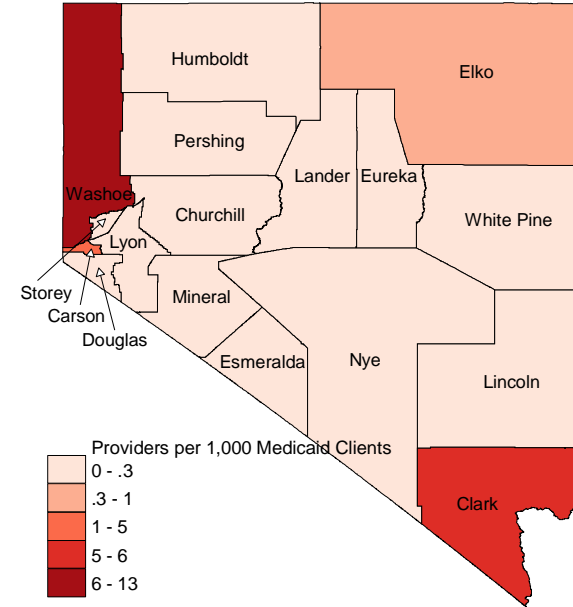 Humboldt
Elko
Pershing
Lander
Eureka
Washoe
Churchill
White Pine
Lyon
Storey
Carson
Douglas
Mineral
Esmeralda
Nye
Lincoln
Clark
Providers per 1,000 Medicaid Clients
0 - .3
.3 - 1
1 - 5
5 - 6
6 - 13